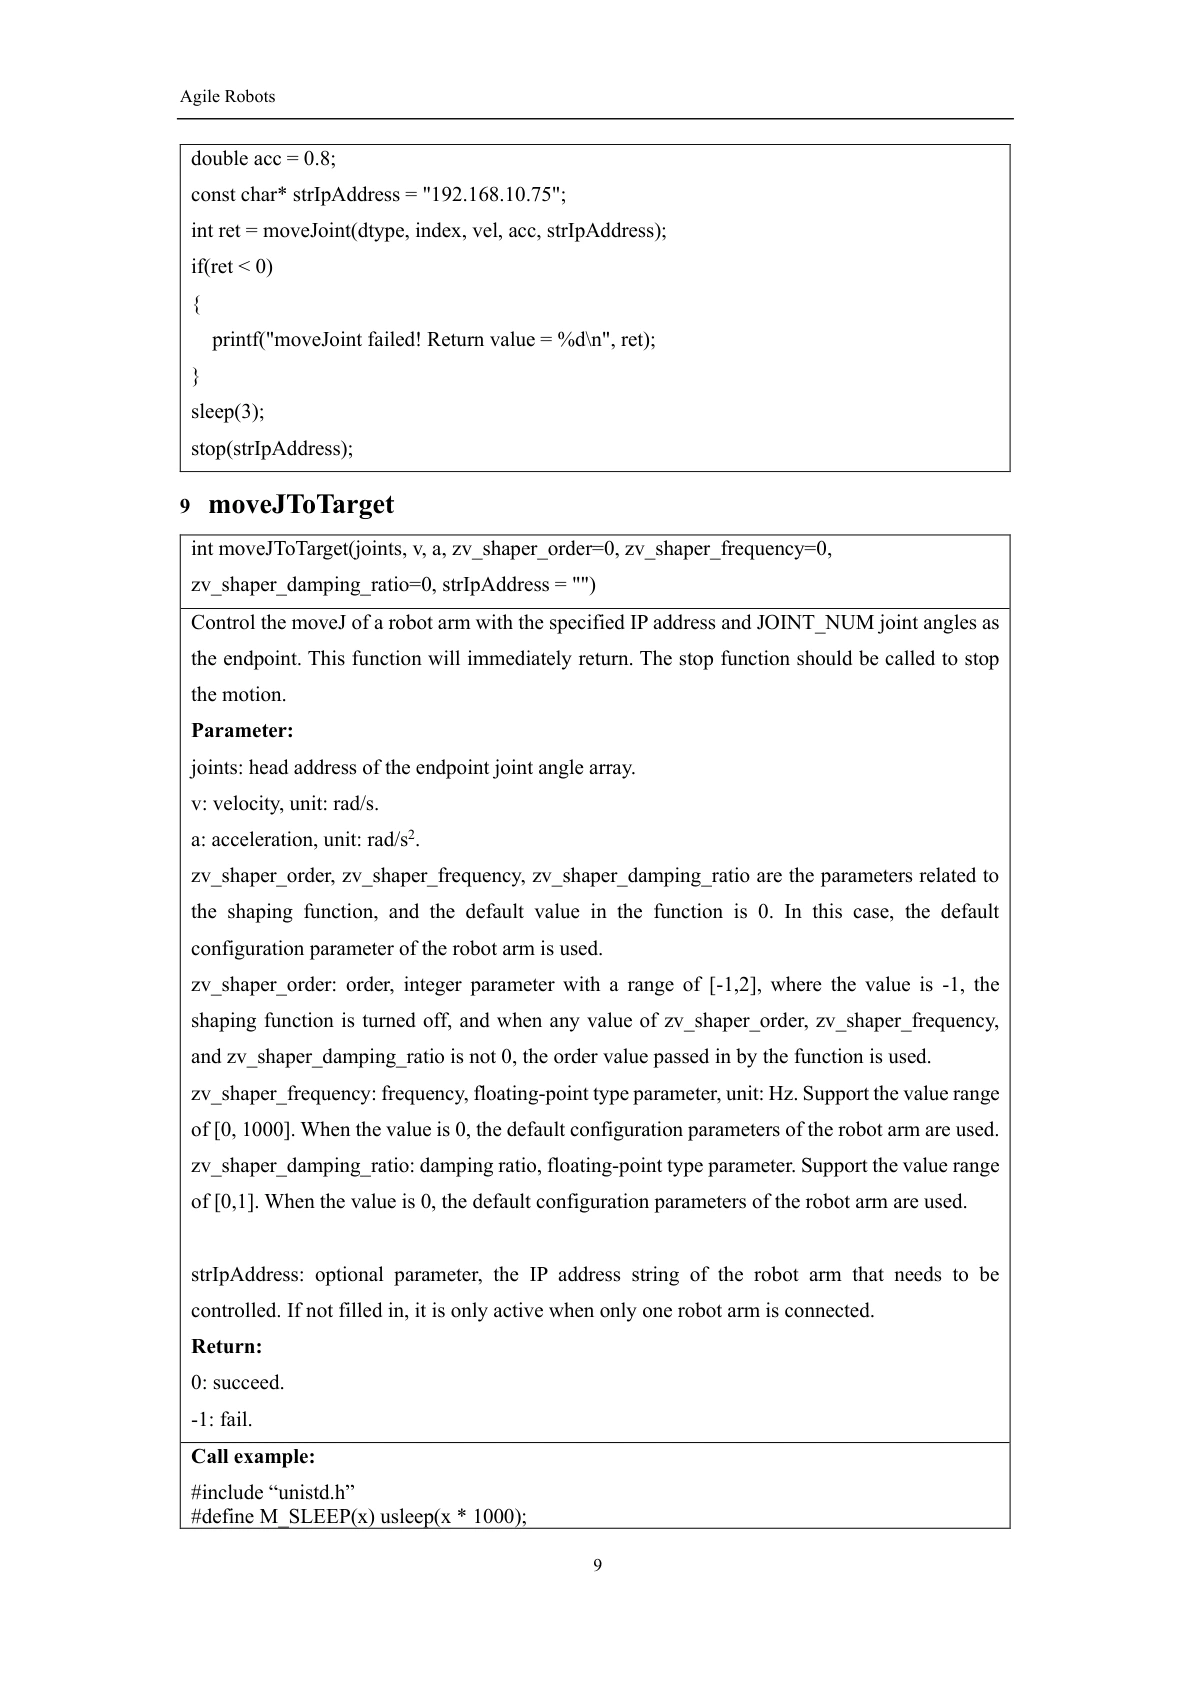 Agile Robots
double acc = 0.8;
const char* strIpAddress = "192.168.10.75";
int ret = moveJoint(dtype, index, vel, acc, strIpAddress);
if(ret < 0)
{
printf("moveJoint failed! Return value = %d\n", ret);
}
sleep(3);
stop(strIpAddress);
9 moveJToTarget
int moveJToTarget(joints, v, a, zv_shaper_order=0, zv_shaper_frequency=0,
zv_shaper_damping_ratio=0, strIpAddress = "")
Control the moveJ of a robot arm with the specified IP address and JOINT_NUM joint angles as
the endpoint. This function will immediately return. The stop function should be called to stop
the motion.
Parameter:
joints: head address of the endpoint joint angle array.
v: velocity, unit: rad/s.
a: acceleration, unit: rad/s².
zv_shaper_order, zv_shaper_frequency, zv_shaper_damping_ratio are the parameters related to
the shaping function, and the default value in the function is 0. In this case, the default
configuration parameter of the robot arm is used.
zv_shaper_order: order, integer parameter with a range of [-1,2], where the value is -1, the
shaping function is turned off, and when any value of zv_shaper_order, zv_shaper_frequency,
and zv_shaper_damping_ratio is not 0, the order value passed in by the function is used.
zv_shaper_frequency: frequency, floating-point type parameter, unit: Hz. Support the value range
of [0, 1000]. When the value is 0, the default configuration parameters of the robot arm are used.
zv_shaper_damping_ratio: damping ratio, floating-point type parameter. Support the value range
of [0,1]. When the value is 0, the default configuration parameters of the robot arm are used.
strIpAddress: optional parameter, the IP address string of the robot arm that needs to be
controlled. If not filled in, it is only active when only one robot arm is connected.
Return:
0: succeed.
-1: fail.
Call example:
#include “unistd.h”
#define M_SLEEP(x) usleep(x * 1000);
9